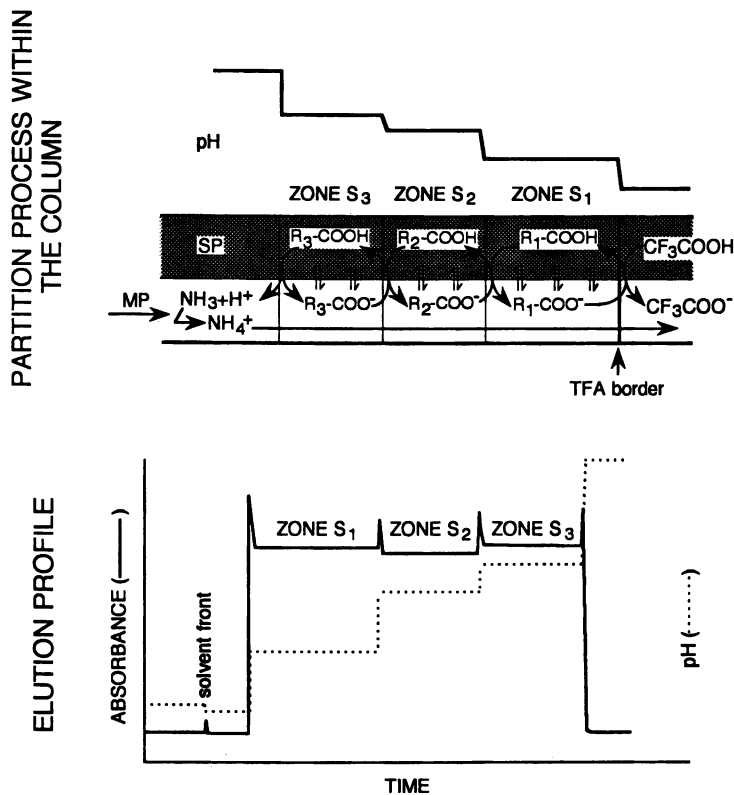 PARTITION PROCESS WITHIN
THE COLUMN
pH
ZONE S3 ZONE S2 ZONE S1
SP R3-COOH R2-COOH R1-COOH CF3COOH
MP NH3+H+ R3-COO- R2-COO- R1-COO- CF3COO-
NH4+
TFA border
ELUTION PROFILE
ABSORBANCE (——)
solvent front
ZONE S1 ZONE S2 ZONE S3
pH (······)
TIME